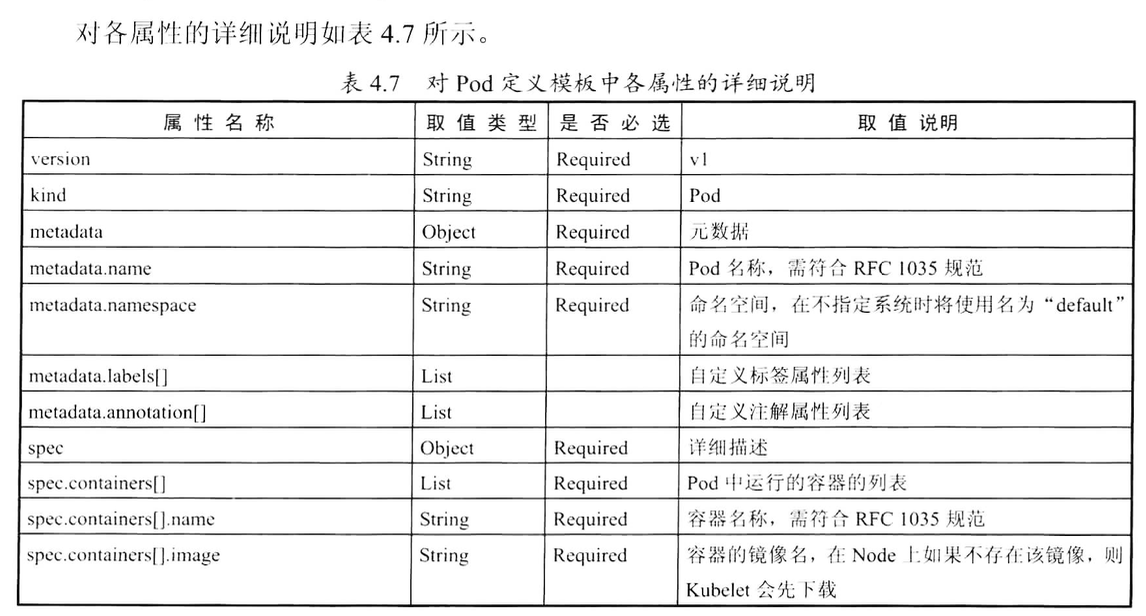 对各属性的详细说明如表 4.7 所示。
表 4.7 对 Pod 定义模板中各属性的详细说明
属性名称 取值类型 是否必选 取值说明
version String Required v1
kind String Required Pod
metadata Object Required 元数据
metadata.name String Required Pod 名称，需符合 RFC 1035 规范
metadata.namespace String Required 命名空间，在不指定系统时将使用名为“default”
的命名空间
metadata.labels[] List 自定义标签属性列表
metadata.annotation[] List 自定义注解属性列表
spec Object Required 详细描述
spec.containers[] List Required Pod 中运行的容器的列表
spec.containers[].name String Required 容器名称，需符合 RFC 1035 规范
spec.containers[].image String Required 容器的镜像名，在 Node 上如果不存在该镜像，则
Kubelet 会先下载